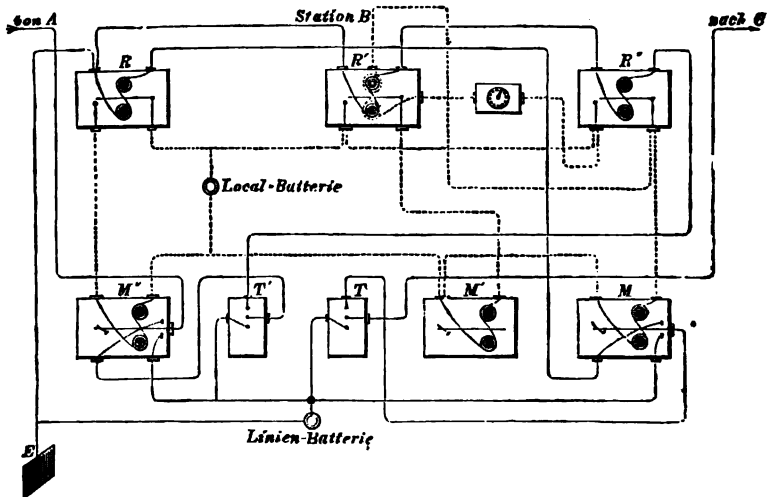 von A
Station B
nach C
R
R'
R"
Local-Batterie
M"
T'
T
M'
M
Linien-Batterie
E